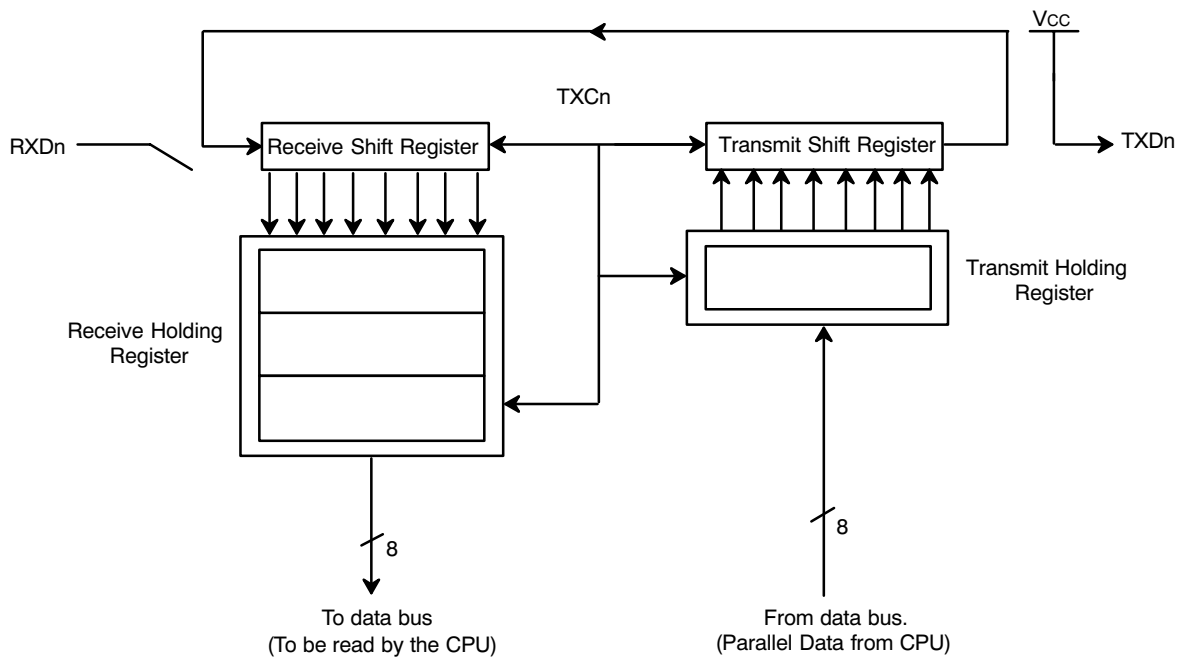 VCC
TXCn
RXDn
Receive Shift Register
Transmit Shift Register
TXDn
Transmit Holding
Register
Receive Holding
Register
8
8
To data bus
(To be read by the CPU)
From data bus.
(Parallel Data from CPU)